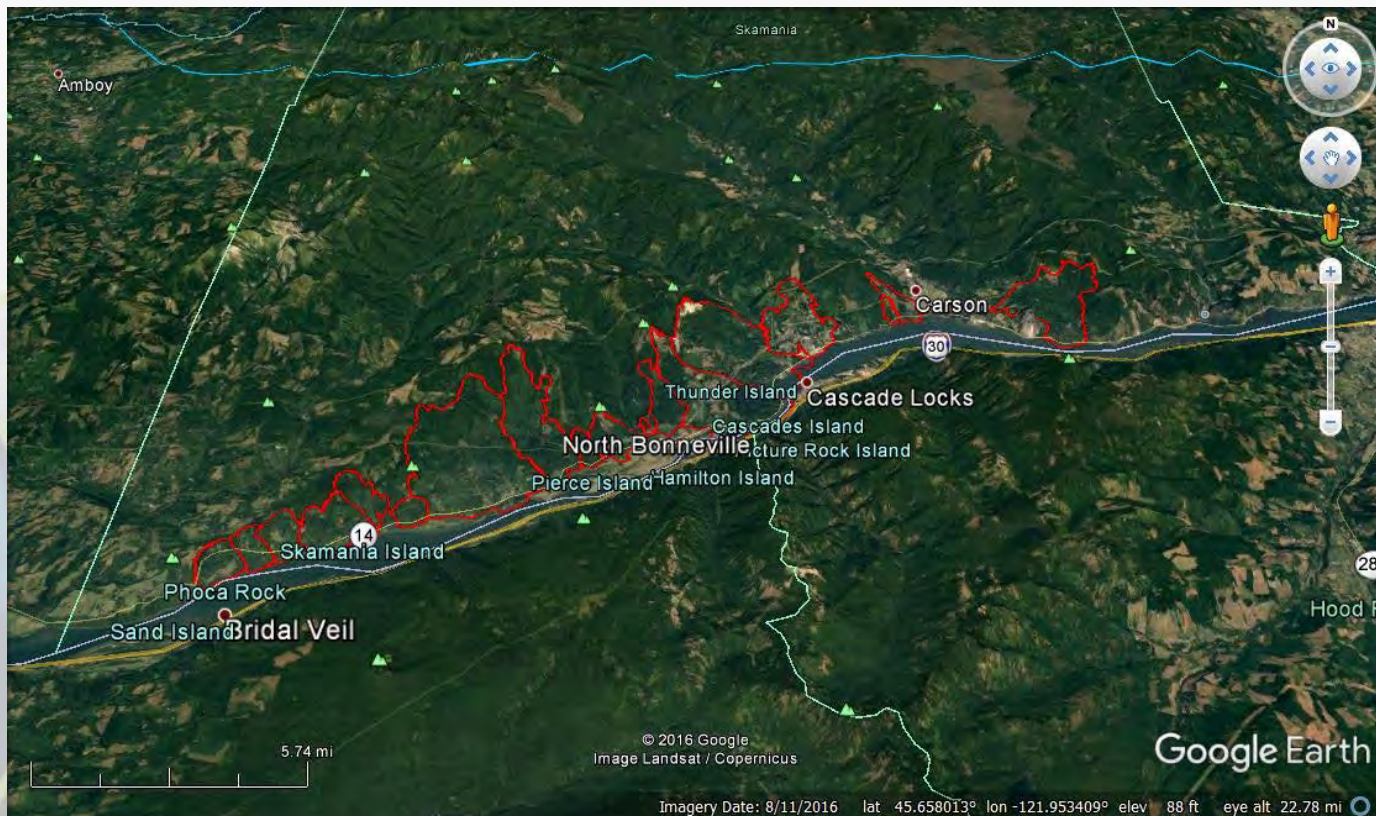 Skamania
N
Amboy
Carson
30
Thunder Island
Cascade Locks
Cascades Island
North Bonneville
cture Rock Island
Pierce Island
Hamilton Island
14
Skamania Island
28
Phoca Rock
Hood
Sand Island
Bridal Veil
5.74 mi
© 2016 Google
Image Landsat / Copernicus
Google Earth
Imagery Date: 8/11/2016 lat 45.658013° lon -121.953409° elev 88 ft eye alt 22.78 mi